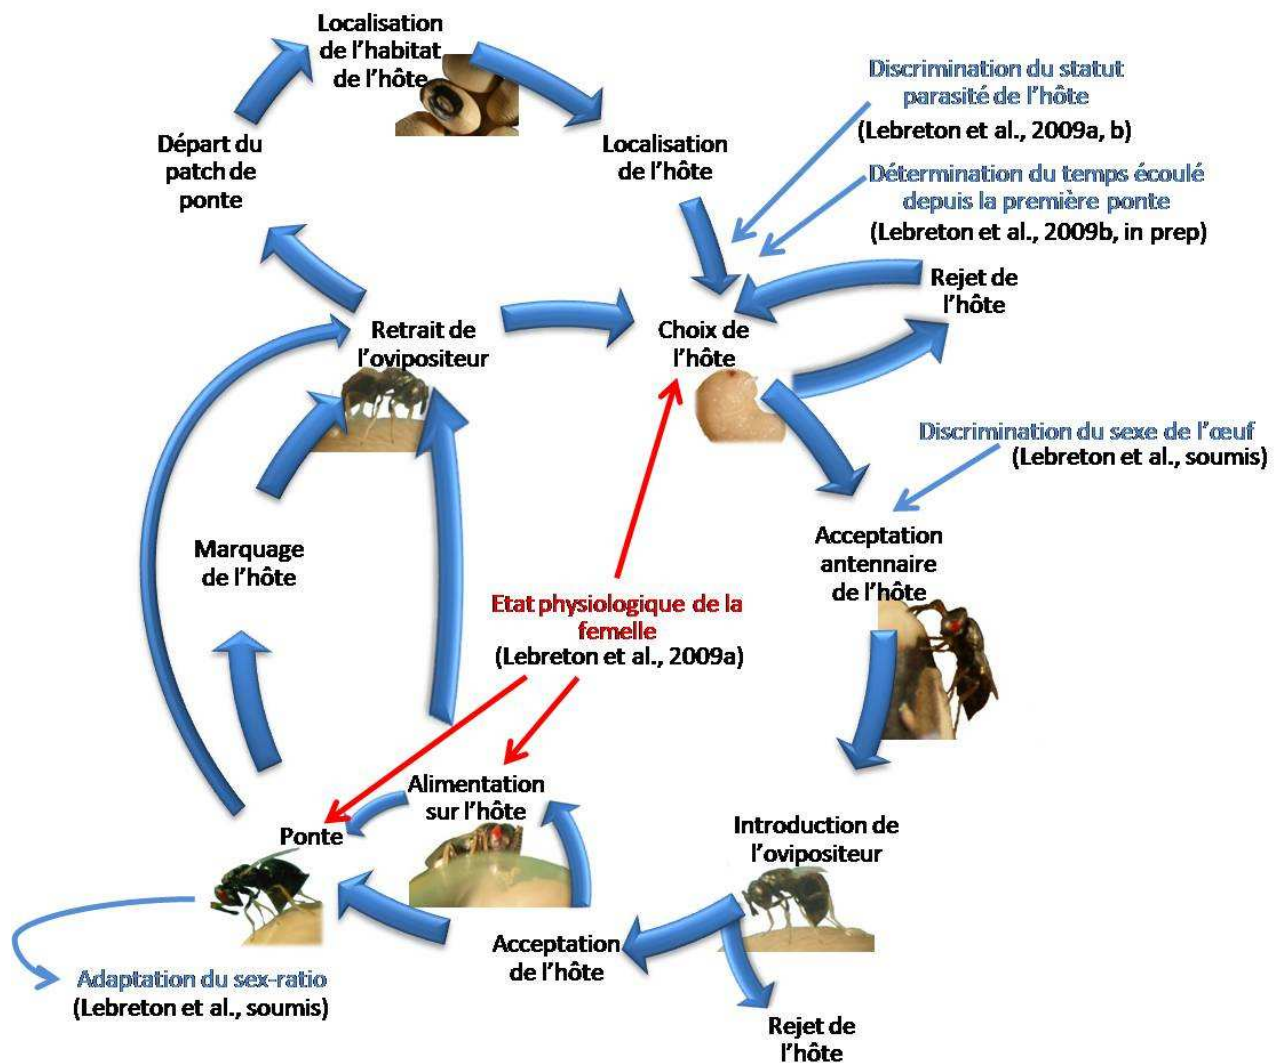 Localisation
de l'habitat
de l'hôte
Départ du
patch de
ponte
Localisation
de l'hôte
Discrimination du statut
parasité de l'hôte
(Lebreton et al., 2009a, b)
Détermination du temps écoulé
depuis la première ponte
(Lebreton et al., 2009b, in prep)
Rejet de
l'hôte
Retrait de
l'ovipositeur
Choix de
l'hôte
Discrimination du sexe de l'œuf
(Lebreton et al., soumis)
Acceptation
antennaire
de l'hôte
Marquage
de l'hôte
Etat physiologique de la
femelle
(Lebreton et al., 2009a)
Alimentation
sur l'hôte
Ponte
Introduction de
l'ovipositeur
Acceptation
de l'hôte
Adaptation du sex-ratio
(Lebreton et al., soumis)
Rejet de
l'hôte